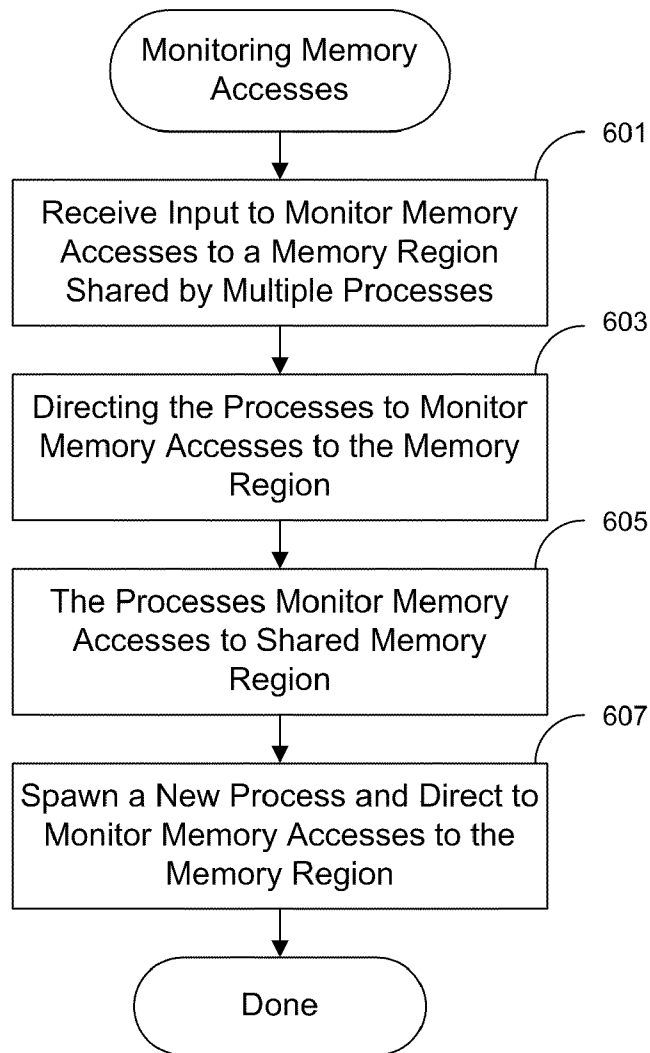 Monitoring Memory
Accesses
601
Receive Input to Monitor Memory
Accesses to a Memory Region
Shared by Multiple Processes
603
Directing the Processes to Monitor
Memory Accesses to the Memory
Region
605
The Processes Monitor Memory
Accesses to Shared Memory
Region
607
Spawn a New Process and Direct to
Monitor Memory Accesses to the
Memory Region
Done